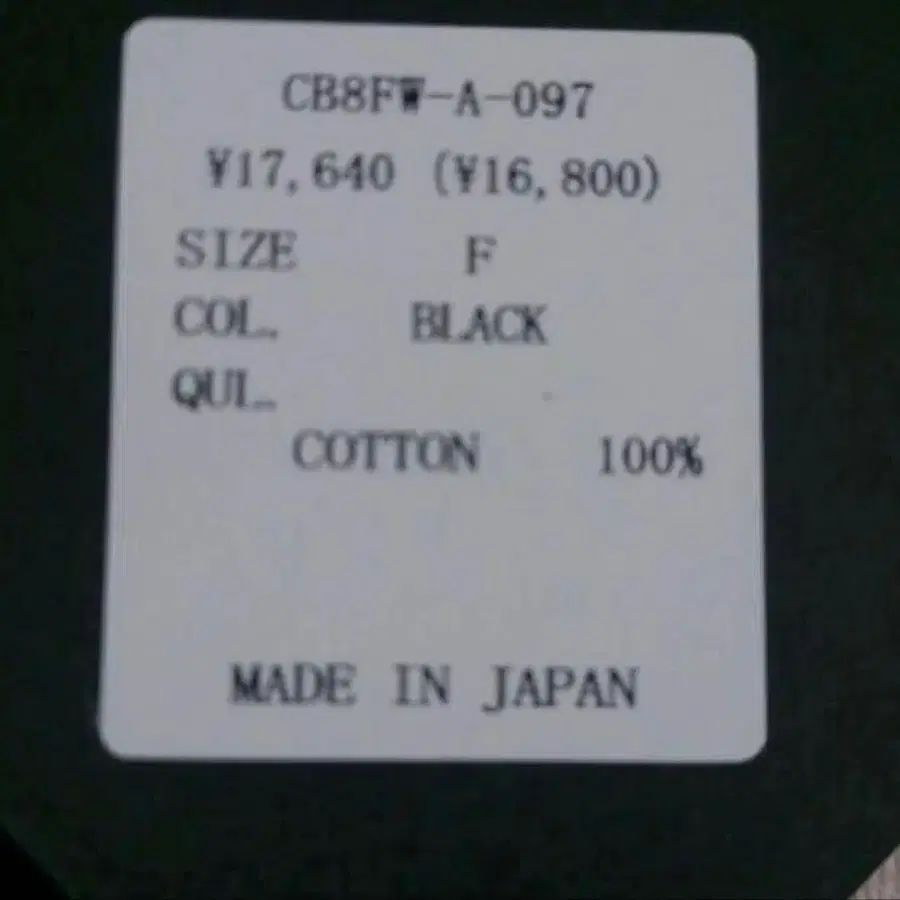 CB8FW-A-097
¥17,640 (¥16,800)
SIZE F
COL. BLACK
QUL.
COTTON 100%
MADE IN JAPAN